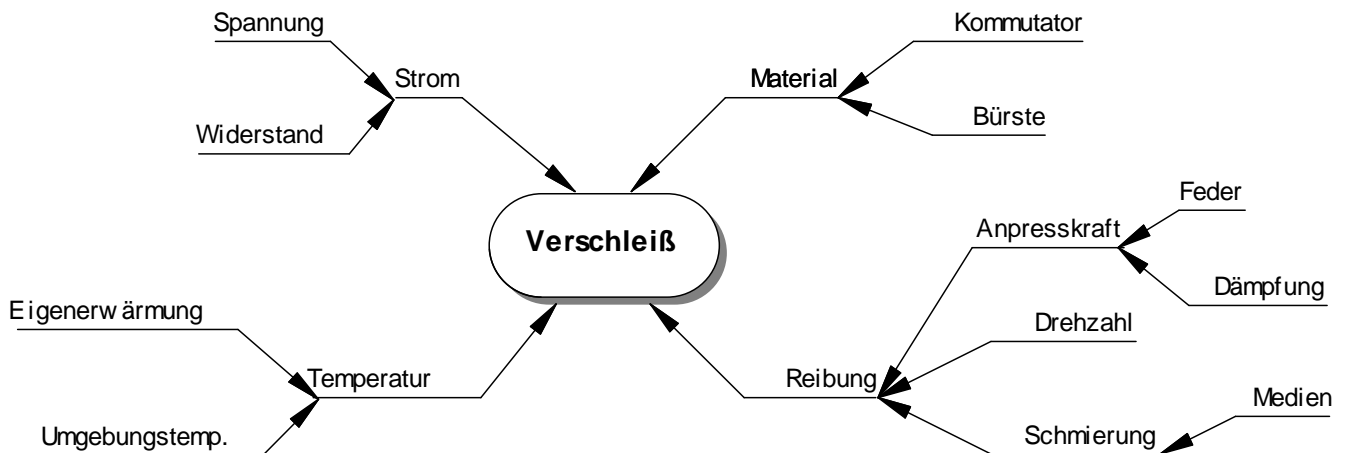 Spannung
Kommutator
Strom
Material
Bürste
Widerstand
Feder
Anpresskraft
Verschleiß
Dämpfung
Eigenerwärmung
Drehzahl
Temperatur
Reibung
Medien
Umgebungstemp.
Schmierung